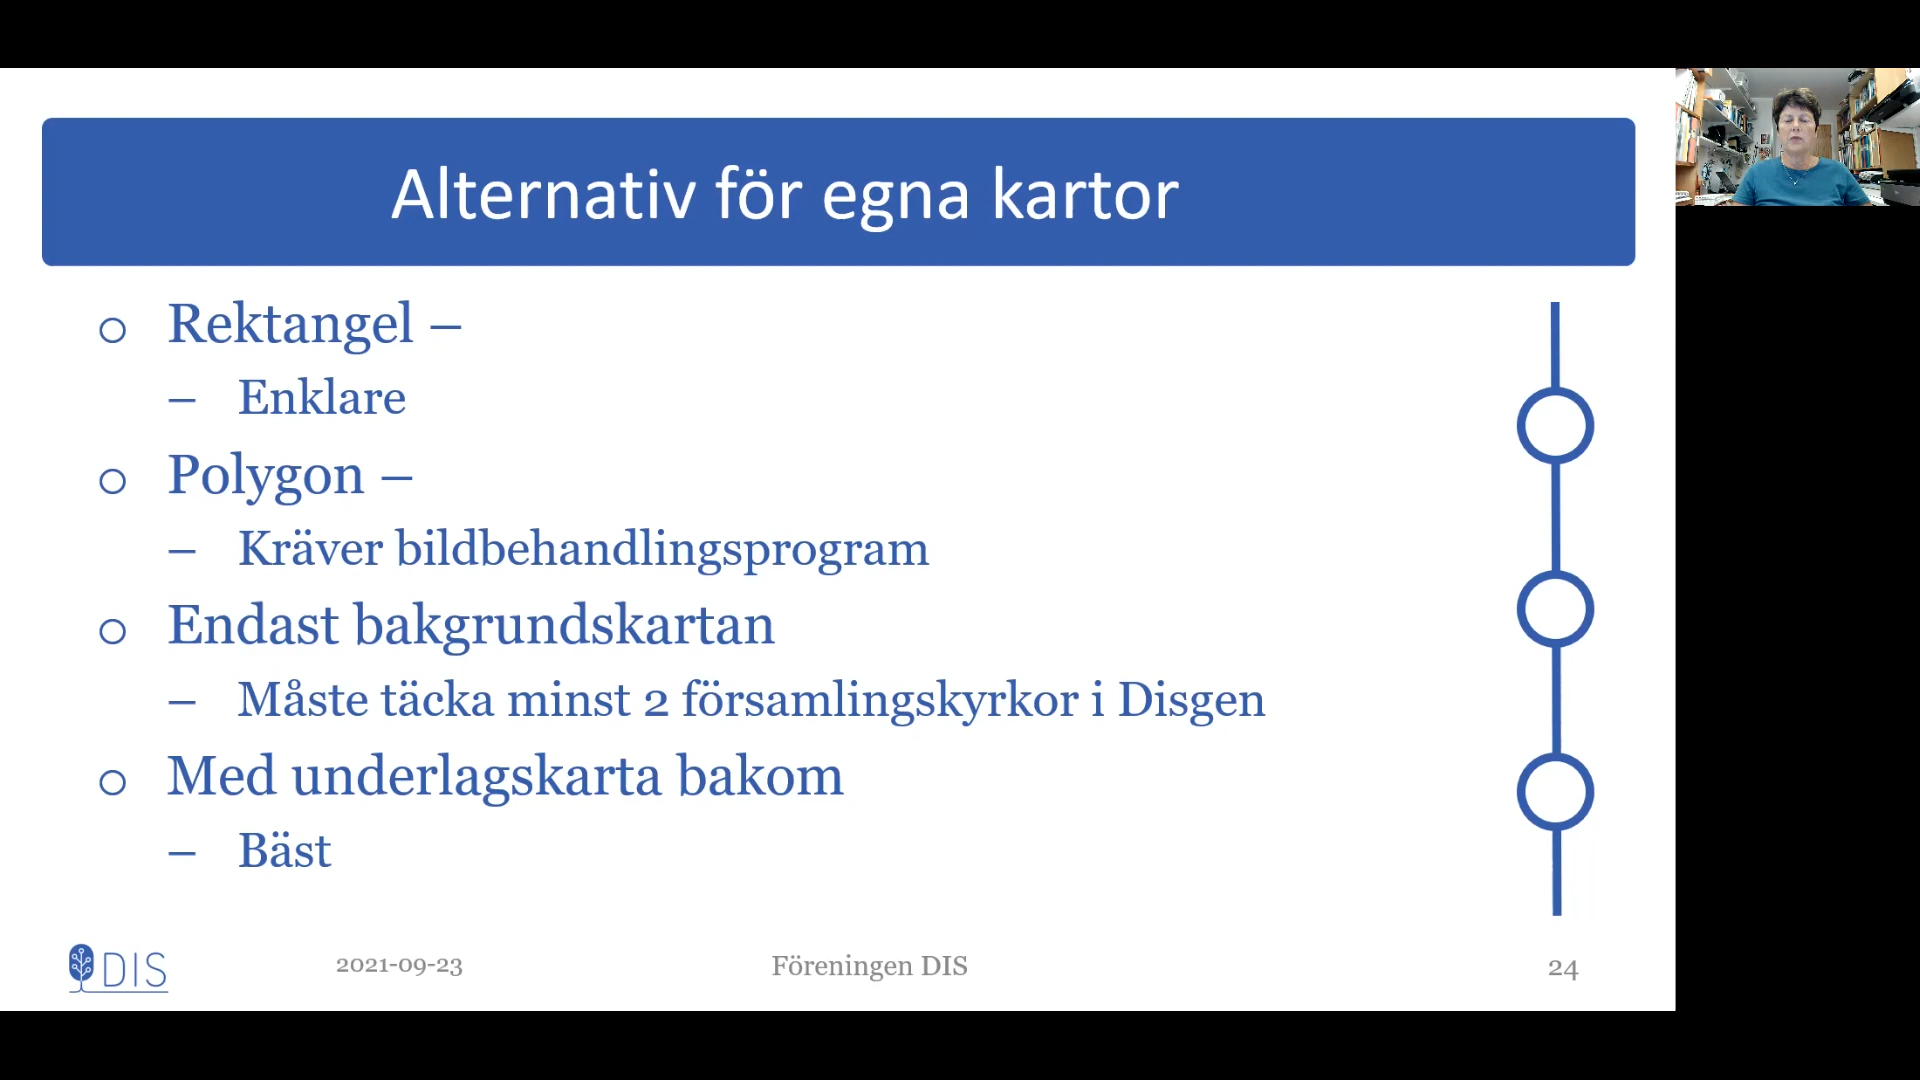 Alternativ för egna kartor
o Rektangel –
– Enklare
o Polygon –
– Kräver bildbehandlingsprogram
o Endast bakgrundskartan
– Måste täcka minst 2 församlingskyrkor i Disgen
o Med underlagskarta bakom
– Bäst
DIS
2021-09-23
Föreningen DIS
24